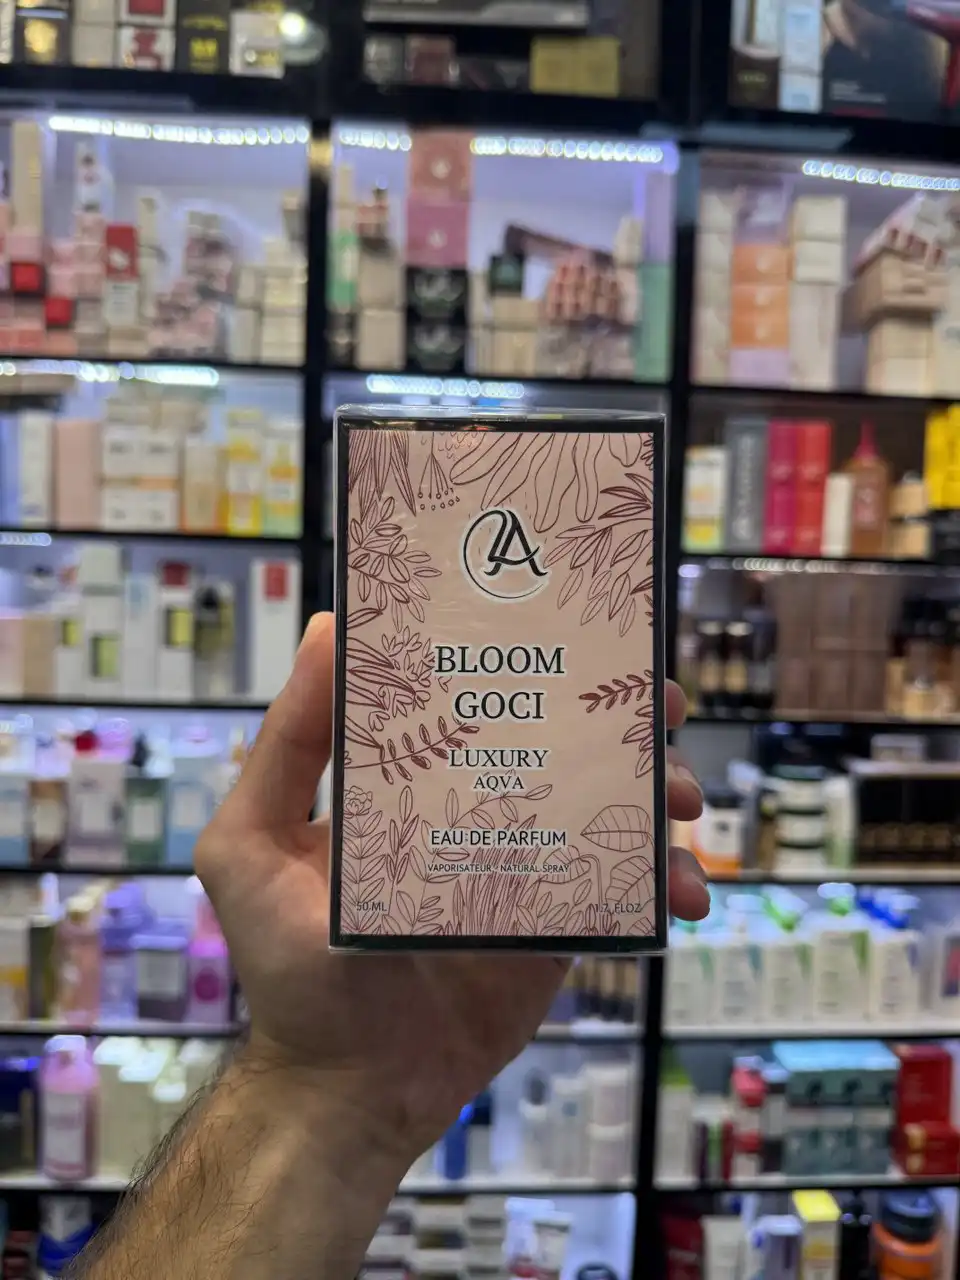 LA
BLOOM
GOCI
LUXURY
AQVA
EAU DE PARFUM
VAPORISATEUR - NATURAL SPRAY
50 ML
1.7 FL.OZ